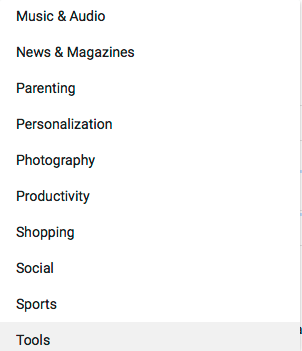 Music & Audio
News & Magazines
Parenting
Personalization
Photography
Productivity
Shopping
Social
Sports
Tools